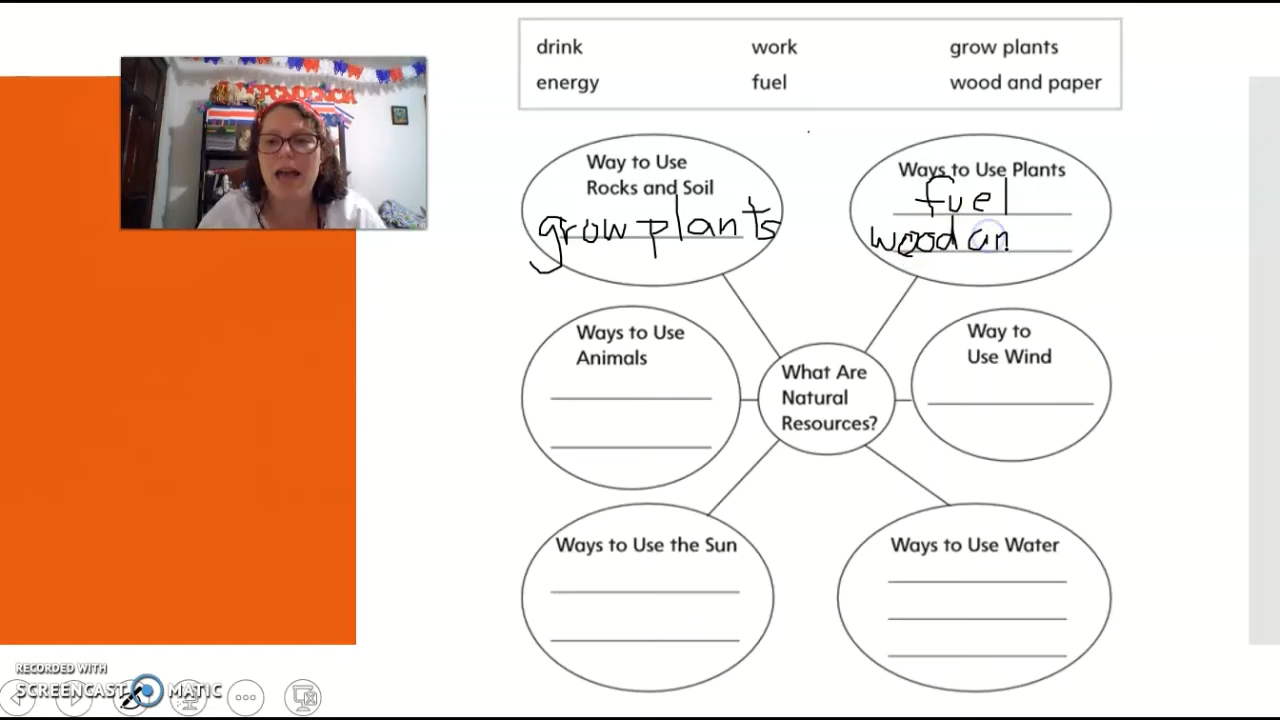 drink work grow plants
energy fuel wood and paper
Way to Use
Rocks and Soil
grow plants
Ways to Use Plants
fuel
wood an
Ways to Use
Animals
Way to
Use Wind
What Are
Natural
Resources?
Ways to Use the Sun
Ways to Use Water
RECORDED WITH
SCREENCAST MATIC